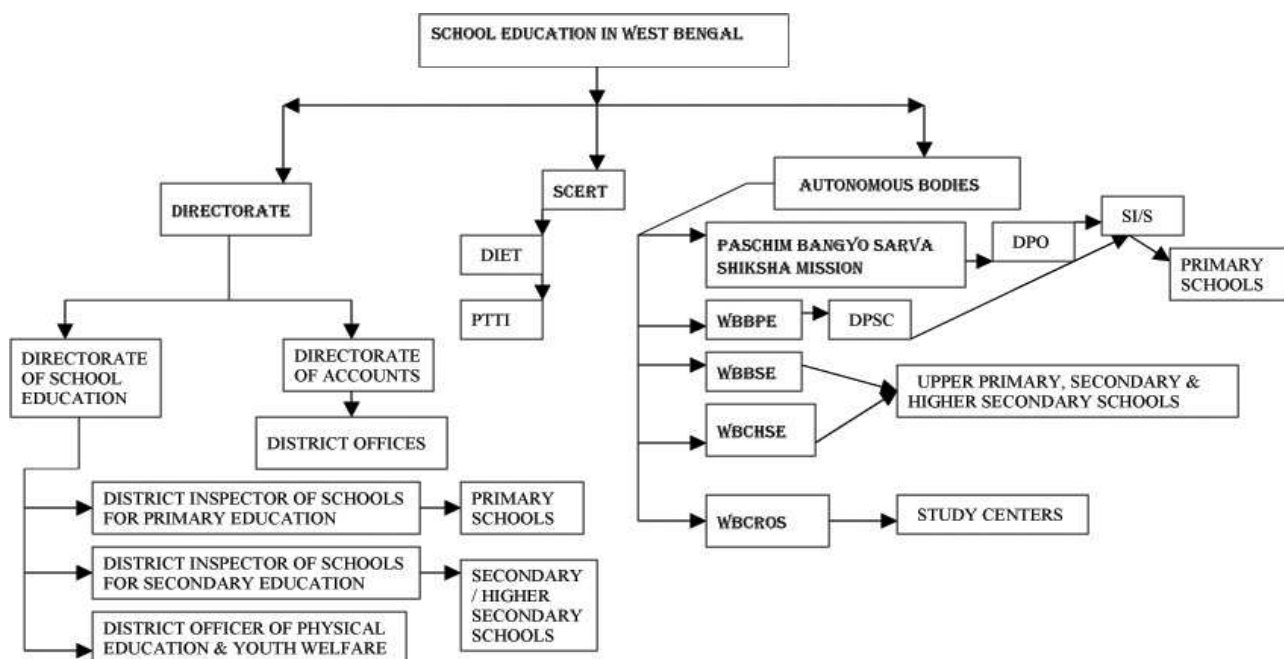 SCHOOL EDUCATION IN WEST BENGAL
DIRECTORATE
SCERT
AUTONOMOUS BODIES
DIET
PTTI
PASCHIM BANGYO SARVA
SHIKSHA MISSION
DPO
SI/S
PRIMARY
SCHOOLS
WBBPE
DPSC
WBBSE
WBCHSE
UPPER PRIMARY, SECONDARY &
HIGHER SECONDARY SCHOOLS
WBCROS
STUDY CENTERS
DIRECTORATE
OF SCHOOL
EDUCATION
DIRECTORATE
OF ACCOUNTS
DISTRICT OFFICES
DISTRICT INSPECTOR OF SCHOOLS
FOR PRIMARY EDUCATION
PRIMARY
SCHOOLS
DISTRICT INSPECTOR OF SCHOOLS
FOR SECONDARY EDUCATION
SECONDARY
/ HIGHER
SECONDARY
SCHOOLS
DISTRICT OFFICER OF PHYSICAL
EDUCATION & YOUTH WELFARE